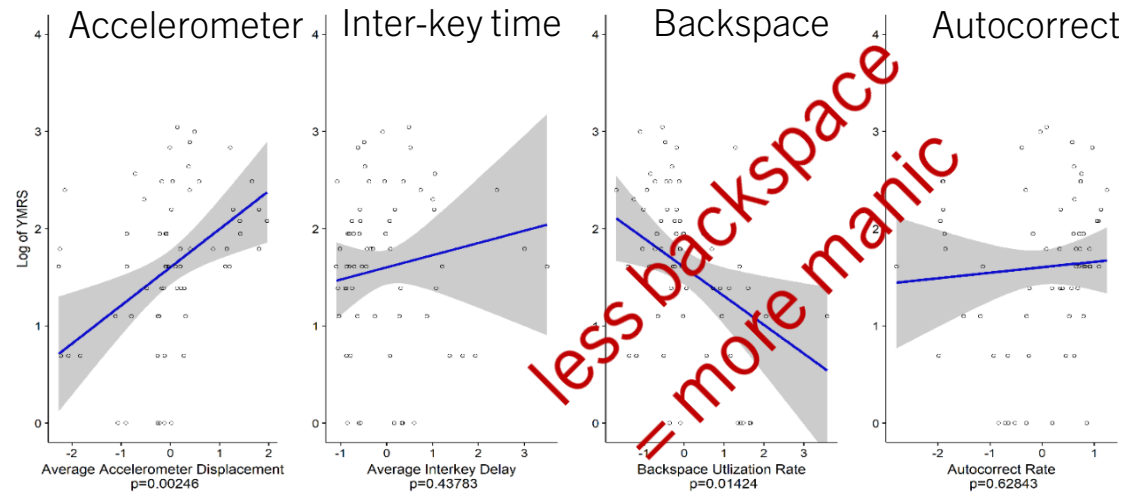 Accelerometer
Inter-key time
Backspace
Autocorrect
Log of YMRS
4
3
2
1
0
-2 -1 0 1 2
Average Accelerometer Displacement
p=0.00246
4
3
2
1
0
-1 0 1 2 3
Average Interkey Delay
p=0.43783
4
3
2
1
0
-1 0 1 2 3
Backspace Utlization Rate
p=0.01424
4
3
2
1
0
-2 -1 0 1
Autocorrect Rate
p=0.62843
less backspace
= more manic